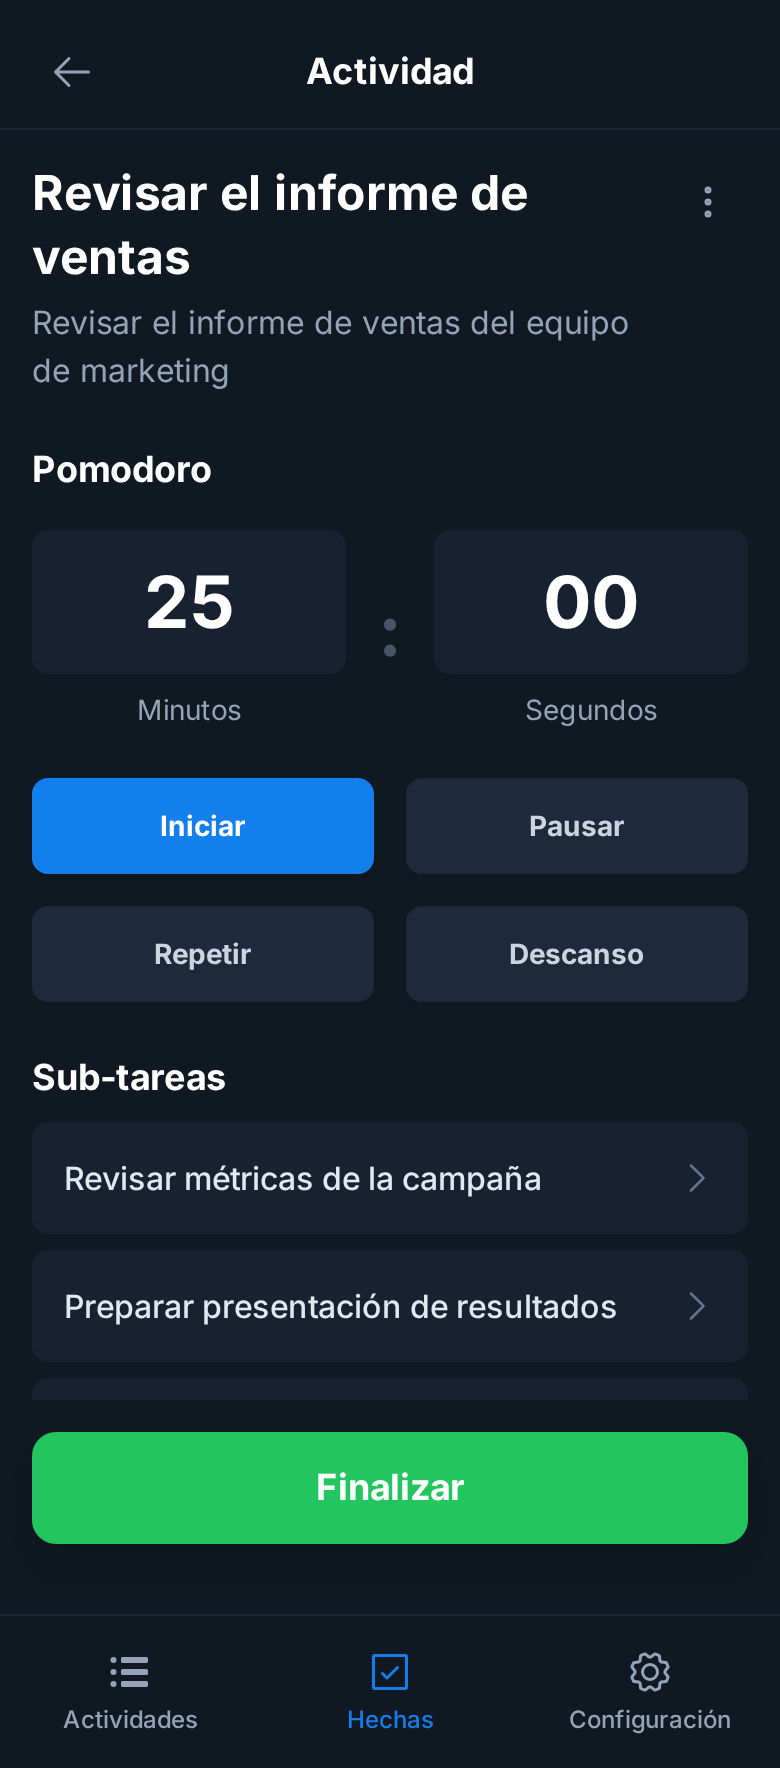 Actividad
Revisar el informe de
ventas
Revisar el informe de ventas del equipo
de marketing
Pomodoro
25 : 00
Minutos Segundos
Iniciar Pausar
Repetir Descanso
Sub-tareas
Revisar métricas de la campaña
Preparar presentación de resultados
Finalizar
Actividades Hechas Configuración